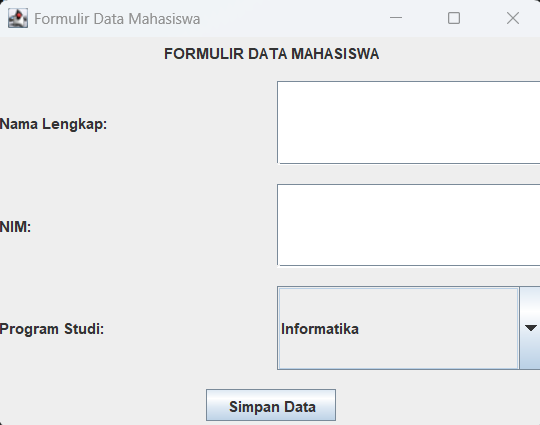 Formulir Data Mahasiswa
FORMULIR DATA MAHASISWA
Nama Lengkap:
NIM:
Program Studi:
Informatika
Simpan Data